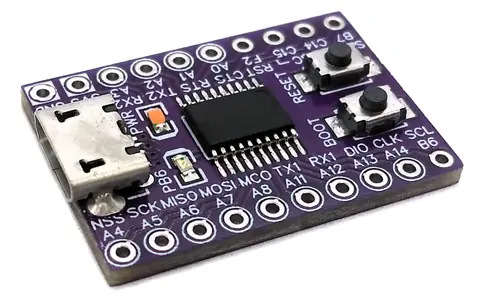 B7
C14
C15
F2
RST CTS
A0
RTS
A1
TX2
A2
RX2
A3
RESET
BOOT
PWR
PB6
NSS SCK MISO MOSI MCO TX1 RX1 DIO CLK SCL
A4 A5 A6 A7 A8 A11 A12 A13 A14 B6